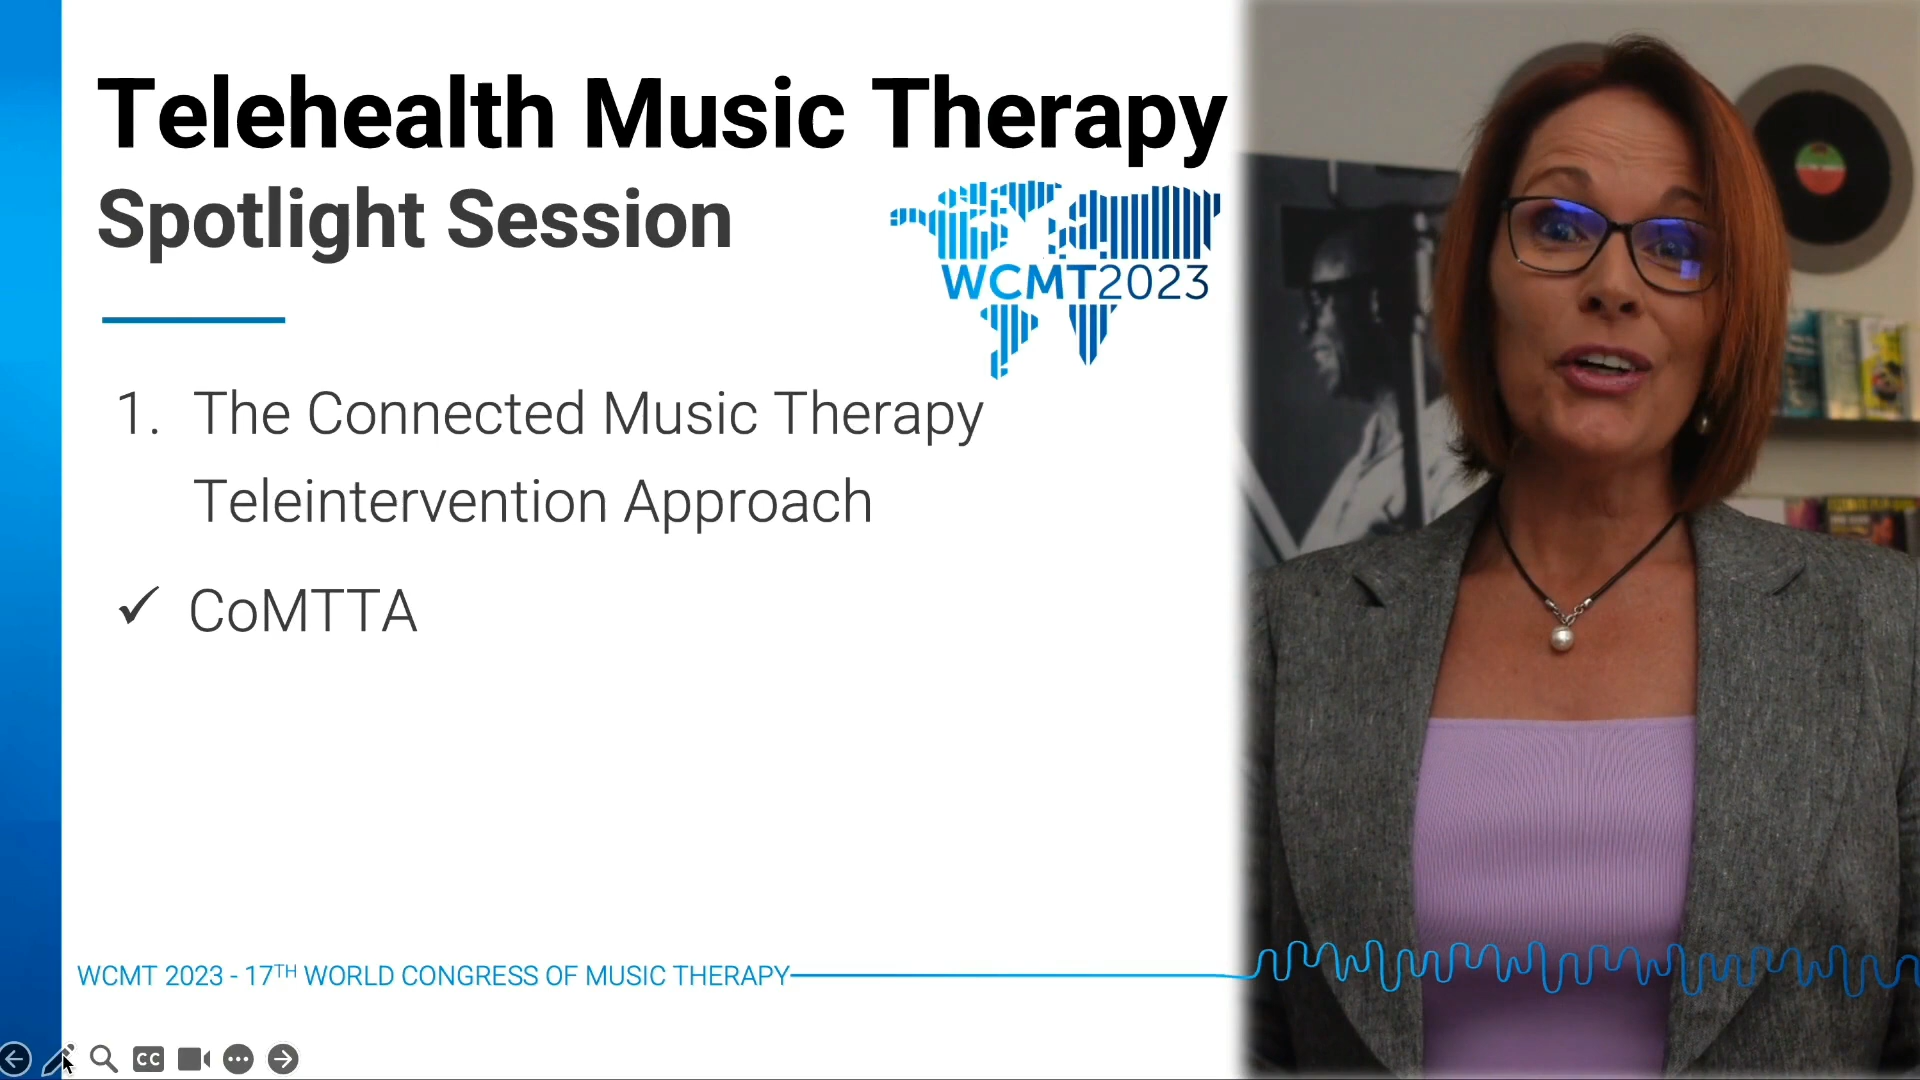 Telehealth Music Therapy
Spotlight Session
WCMT2023
1. The Connected Music Therapy
Teleintervention Approach
✓ CoMTTA
WCMT 2023 - 17TH WORLD CONGRESS OF MUSIC THERAPY
CC